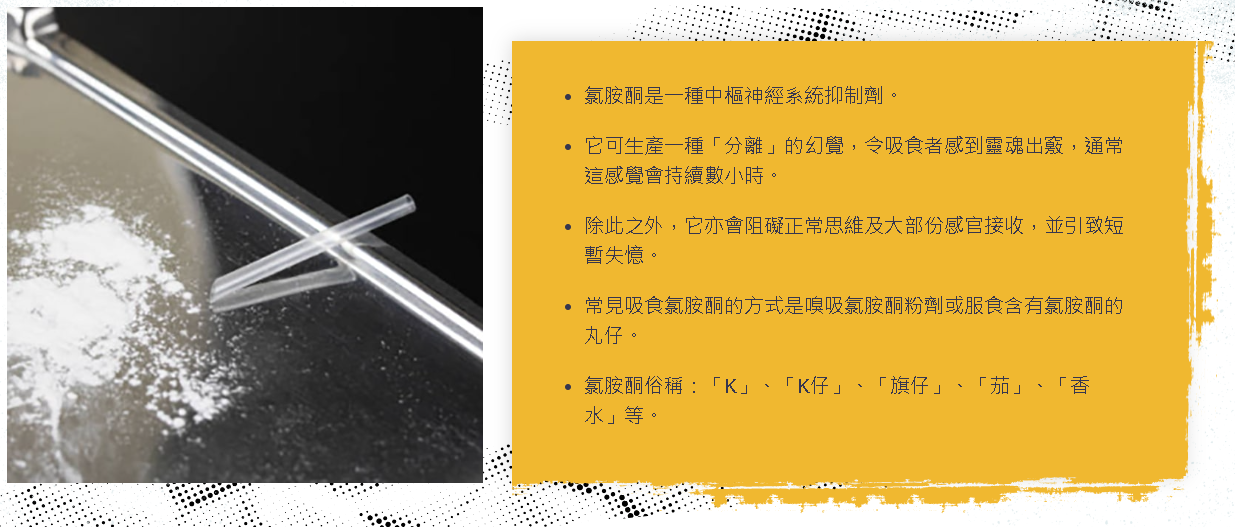 氯胺酮是一種中樞神經系統抑制劑。
它可生產一種「分離」的幻覺，令吸食者感到靈魂出竅，通常
這感覺會持續數小時。
除此之外，它亦會阻礙正常思維及大部份感官接收，並引致短
暫失憶。
常見吸食氯胺酮的方式是嗅吸氯胺酮粉劑或服食含有氯胺酮的
丸仔。
氯胺酮俗稱：「K」、「K仔」、「旗仔」、「茄」、「香
水」等。